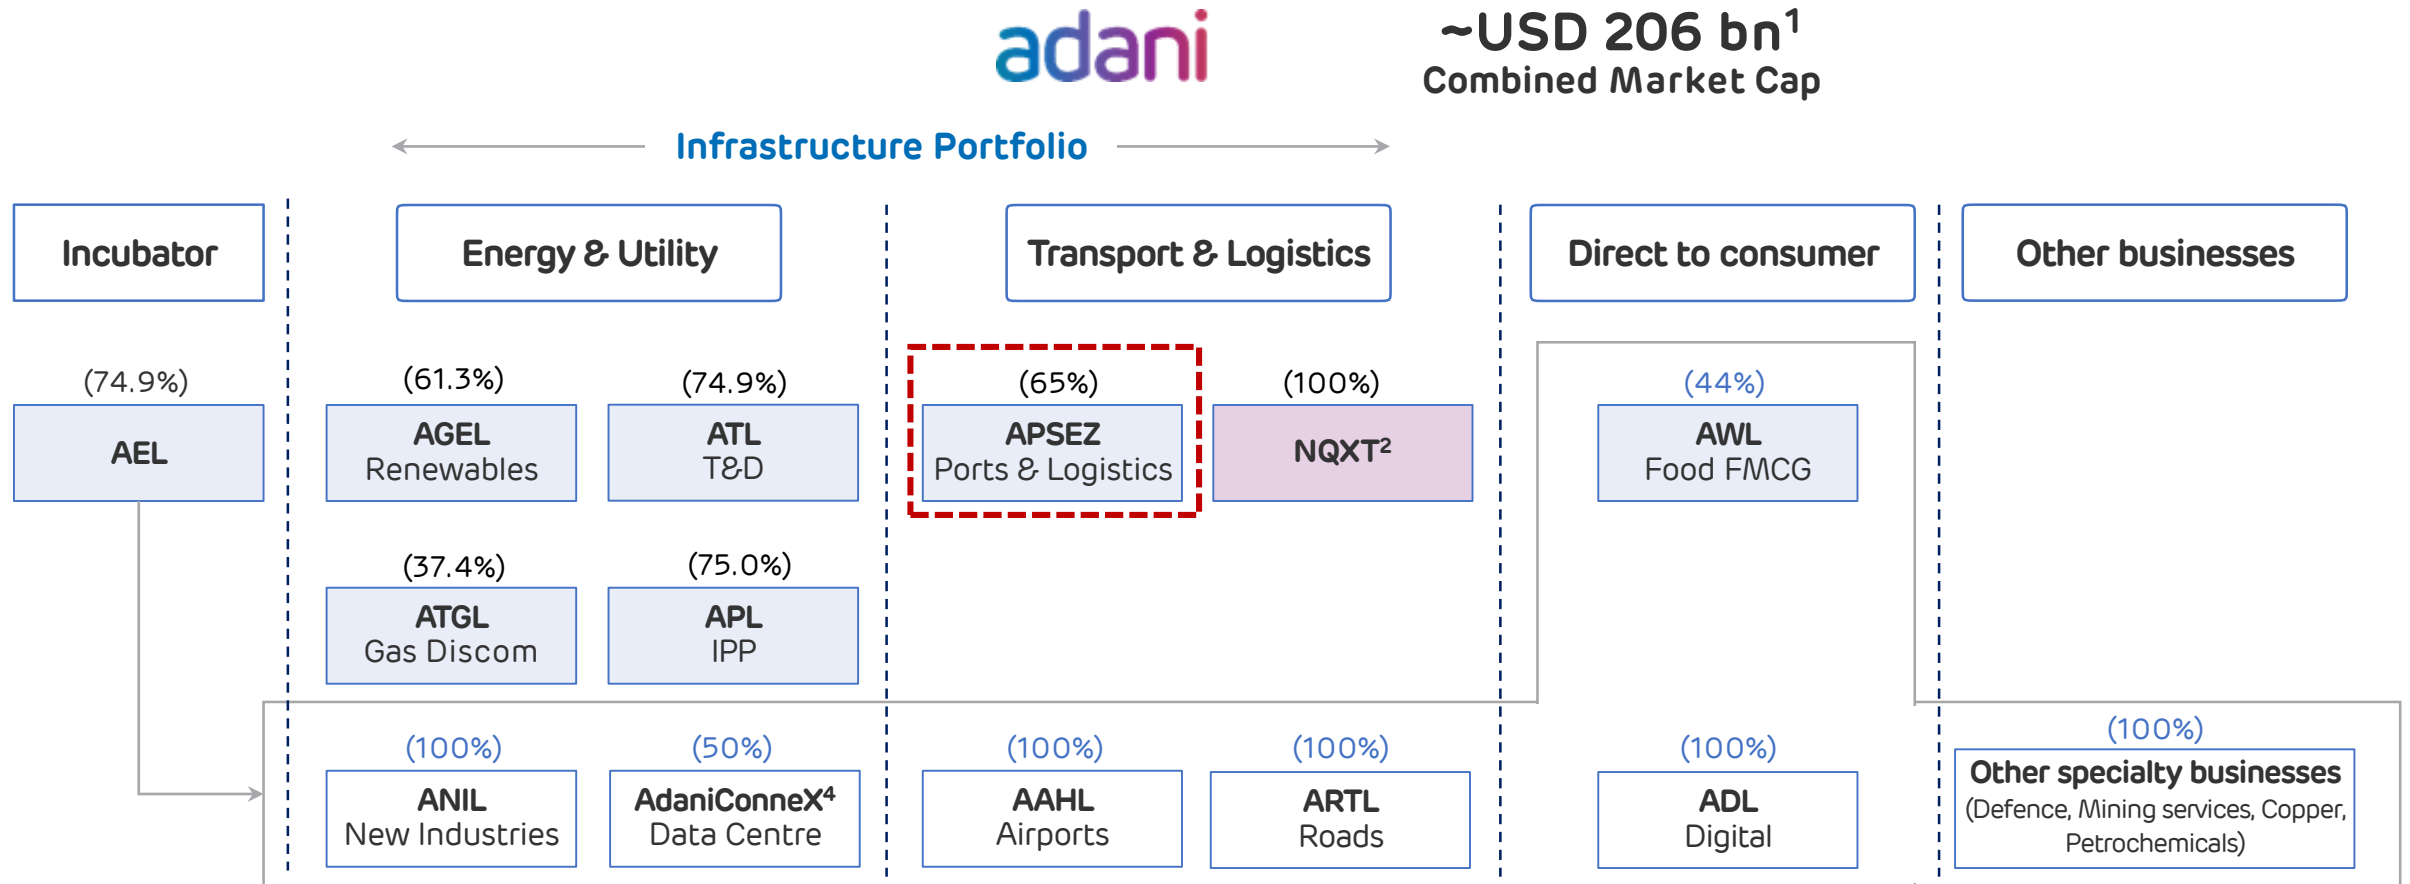 adani
~USD 206 bn¹
Combined Market Cap
Infrastructure Portfolio
Incubator
Energy & Utility
Transport & Logistics
Direct to consumer
Other businesses
(74.9%)
AEL
(61.3%)
AGEL
Renewables
(74.9%)
ATL
T&D
(65%)
APSEZ
Ports & Logistics
(100%)
NQXT²
(44%)
AWL
Food FMCG
(37.4%)
ATGL
Gas Discom
(75.0%)
APL
IPP
(100%)
ANIL
New Industries
(50%)
AdaniConneX⁴
Data Centre
(100%)
AAHL
Airports
(100%)
ARTL
Roads
(100%)
ADL
Digital
(100%)
Other specialty businesses
(Defence, Mining services, Copper,
Petrochemicals)